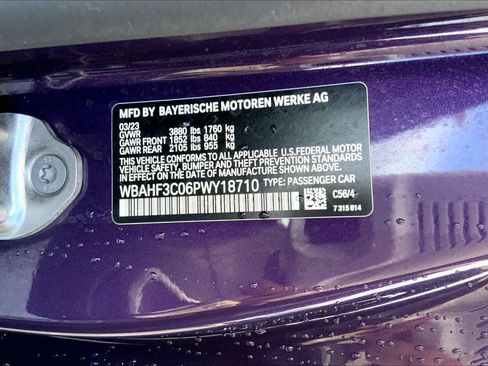 MFD BY BAYERISCHE MOTOREN WERKE AG
03/23
GVWR 3880 lbs 1760 kg
GAWR FRONT 1852 lbs 840 kg
GAWR REAR 2105 lbs 955 kg
THIS VEHICLE CONFORMS TO ALL APPLICABLE U.S. FEDERAL MOTOR
VEHICLE SAFETY, BUMPER, AND THEFT PREVENTION STANDARDS
IN EFFECT ON THE DATE OF MANUFACTURE SHOWN ABOVE.
WBAHF3C06PWY18710 TYPE: PASSENGER CAR
C56/4
7 315 814